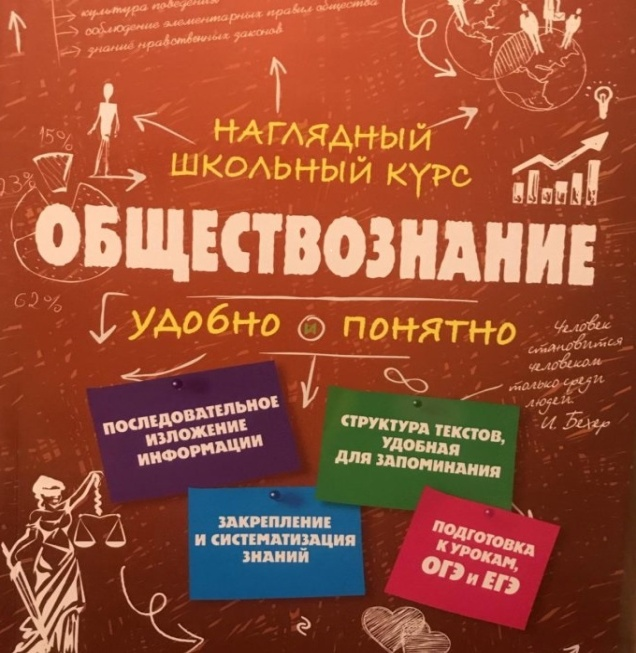 культура поведения
соблюдение элементарных правил общества
знание нравственных законов
НАГЛЯДНЫЙ
ШКОЛЬНЫЙ КУРС
15%
23%
ОБЩЕСТВОЗНАНИЕ
62%
УДОБНО И ПОНЯТНО
Человек
становится
человеком
только среди
людей.
И. Бехер
ПОСЛЕДОВАТЕЛЬНОЕ
ИЗЛОЖЕНИЕ
ИНФОРМАЦИИ
СТРУКТУРА ТЕКСТОВ,
УДОБНАЯ
ДЛЯ ЗАПОМИНАНИЯ
ЗАКРЕПЛЕНИЕ
И СИСТЕМАТИЗАЦИЯ
ЗНАНИЙ
ПОДГОТОВКА
К УРОКАМ,
ОГЭ и ЕГЭ